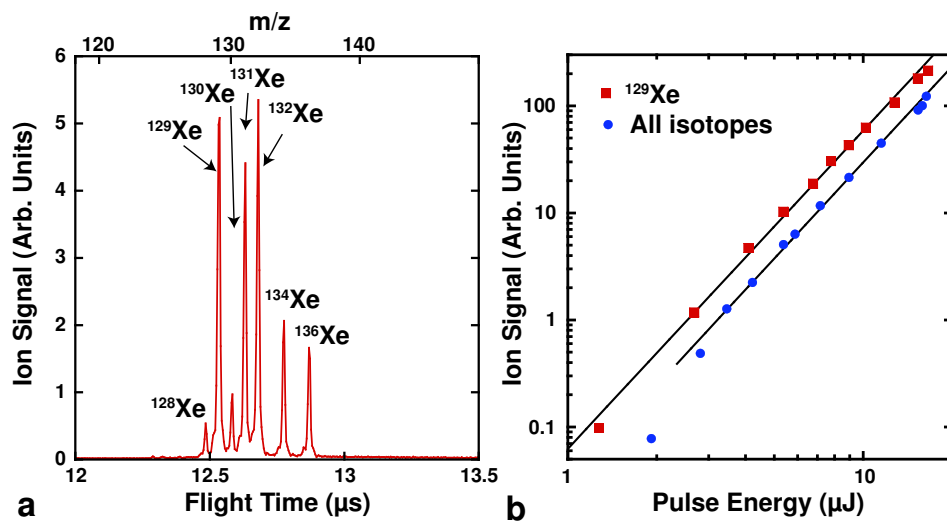 m/z
120
130
140
6
5
4
3
2
1
0
Ion Signal (Arb. Units)
¹³¹Xe
¹³⁰Xe
¹²⁹Xe
¹³²Xe
¹³⁴Xe
¹³⁶Xe
¹²⁸Xe
12
12.5
13
13.5
Flight Time (µs)
a
¹²⁹Xe
All isotopes
100
10
1
0.1
Ion Signal (Arb. Units)
1
10
Pulse Energy (µJ)
b